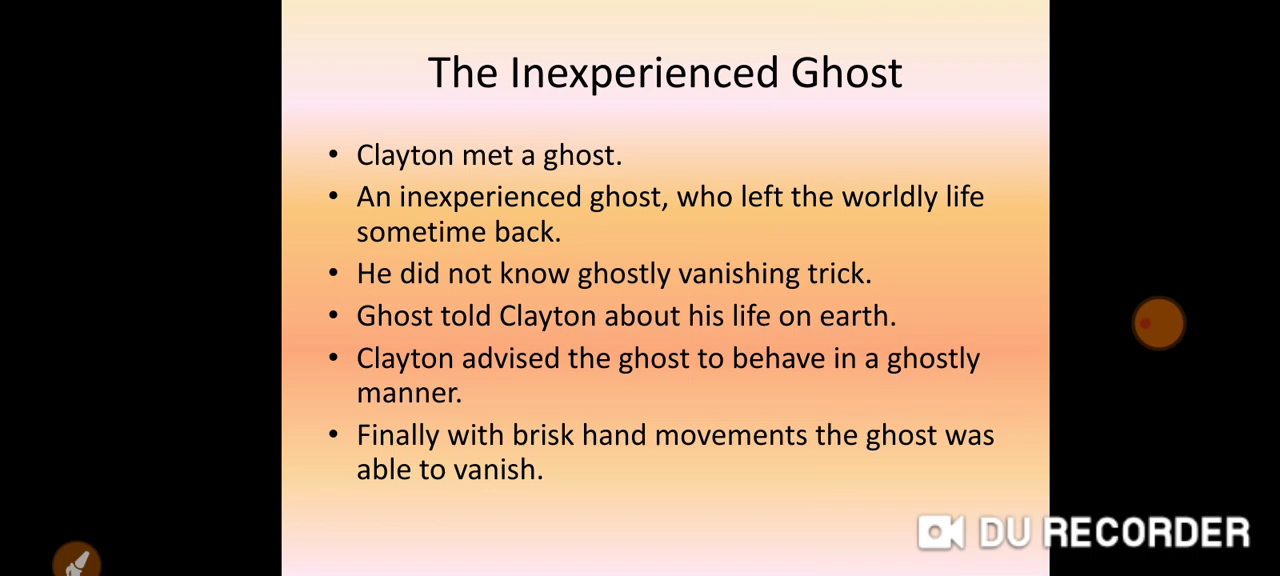 The Inexperienced Ghost
• Clayton met a ghost.
• An inexperienced ghost, who left the worldly life
sometime back.
• He did not know ghostly vanishing trick.
• Ghost told Clayton about his life on earth.
• Clayton advised the ghost to behave in a ghostly
manner.
• Finally with brisk hand movements the ghost was
able to vanish.
DU RECORDER